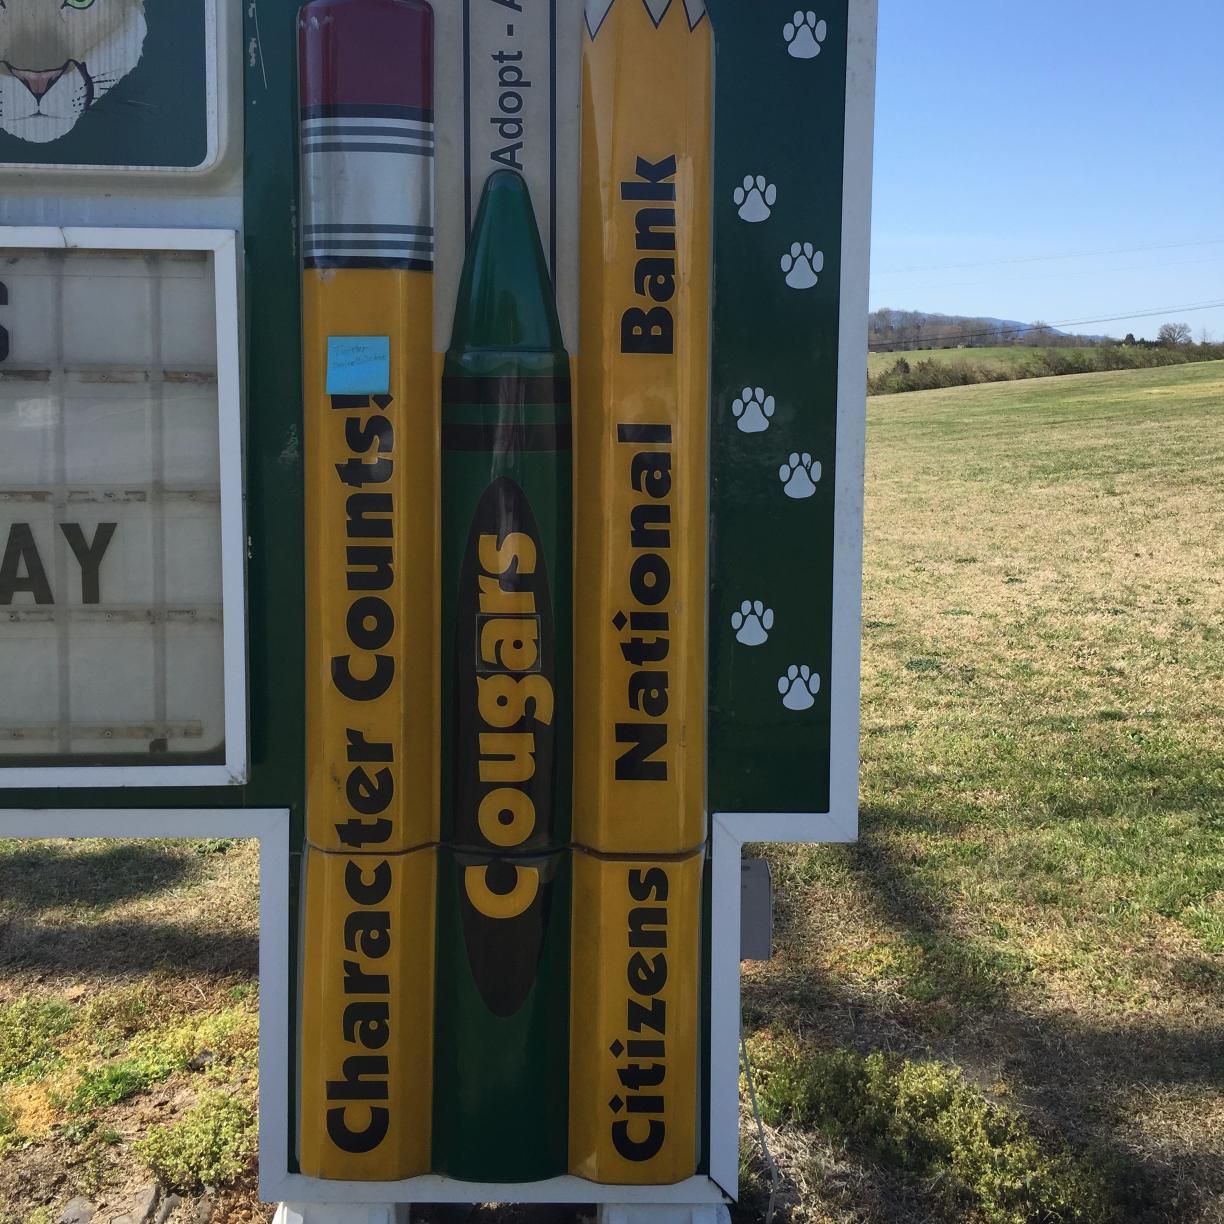 S
AY
Character Counts!
Adopt - A
Cougars
Citizens National Bank